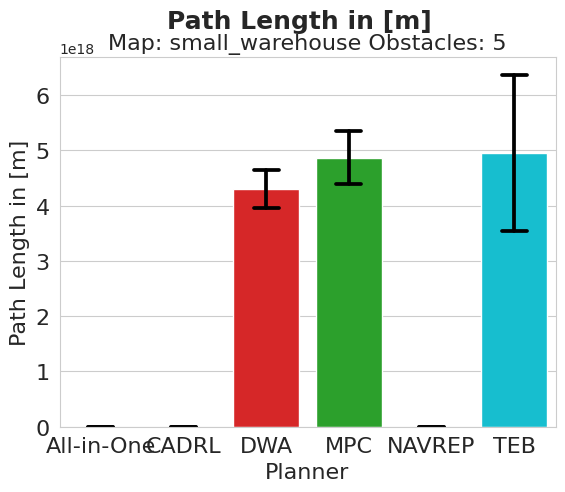 Path Length in [m]
Map: small_warehouse Obstacles: 5
1e18
6
5
4
3
2
1
0
Path Length in [m]
All-in-One CADRL DWA MPC NAVREP TEB
Planner